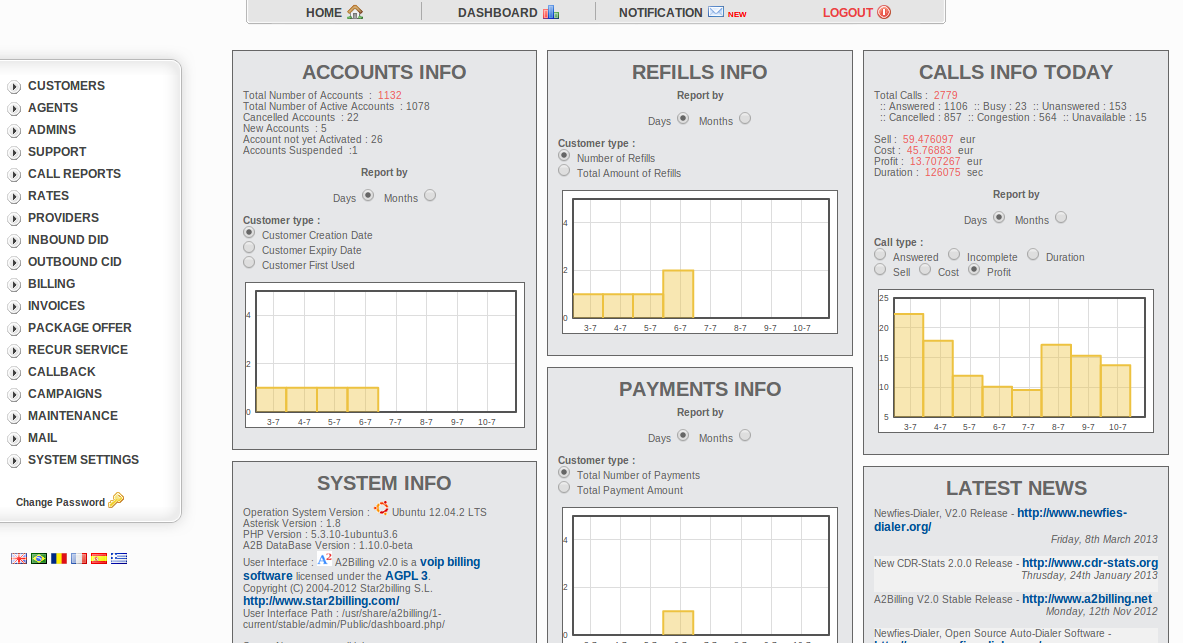 HOME
DASHBOARD
NOTIFICATION NEW
LOGOUT
CUSTOMERS
AGENTS
ADMINS
SUPPORT
CALL REPORTS
RATES
PROVIDERS
INBOUND DID
OUTBOUND CID
BILLING
INVOICES
PACKAGE OFFER
RECUR SERVICE
CALLBACK
CAMPAIGNS
MAINTENANCE
MAIL
SYSTEM SETTINGS
Change Password
ACCOUNTS INFO
Total Number of Accounts : 1132
Total Number of Active Accounts : 1078
Cancelled Accounts : 22
New Accounts : 5
Account not yet Activated : 26
Accounts Suspended :1
Report by
Days Months
Customer type :
Customer Creation Date
Customer Expiry Date
Customer First Used
4
2
0
3-7 4-7 5-7 6-7 7-7 8-7 9-7 10-7
SYSTEM INFO
Operation System Version : Ubuntu 12.04.2 LTS
Asterisk Version : 1.8
PHP Version : 5.3.10-1ubuntu3.6
A2B DataBase Version : 1.10.0-beta
User Interface : A2 A2Billing v2.0 is a voip billing
software licensed under the AGPL 3.
Copyright (C) 2004-2012 Star2billing S.L.
http://www.star2billing.com/
User Interface Path : /usr/share/a2billing/1-
current/stable/admin/Public/dashboard.php/
REFILLS INFO
Report by
Days Months
Customer type :
Number of Refills
Total Amount of Refills
4
2
0
3-7 4-7 5-7 6-7 7-7 8-7 9-7 10-7
PAYMENTS INFO
Report by
Days Months
Customer type :
Total Number of Payments
Total Payment Amount
4
2
0
CALLS INFO TODAY
Total Calls : 2779
:: Answered : 1106 :: Busy : 23 :: Unanswered : 153
:: Cancelled : 857 :: Congestion : 564 :: Unavailable : 15
Sell : 59.476097 eur
Cost : 45.76883 eur
Profit : 13.707267 eur
Duration : 126075 sec
Report by
Days Months
Call type :
Answered Incomplete Duration
Sell Cost Profit
25
20
15
10
5
3-7 4-7 5-7 6-7 7-7 8-7 9-7 10-7
LATEST NEWS
Newfies-Dialer, V2.0 Release - http://www.newfies-
dialer.org/
Friday, 8th March 2013
New CDR-Stats 2.0.0 Release - http://www.cdr-stats.org
Thrusday, 24th January 2013
A2Billing V2.0 Stable Release - http://www.a2billing.net
Monday, 12th Nov 2012
Newfies-Dialer, Open Source Auto-Dialer Software -